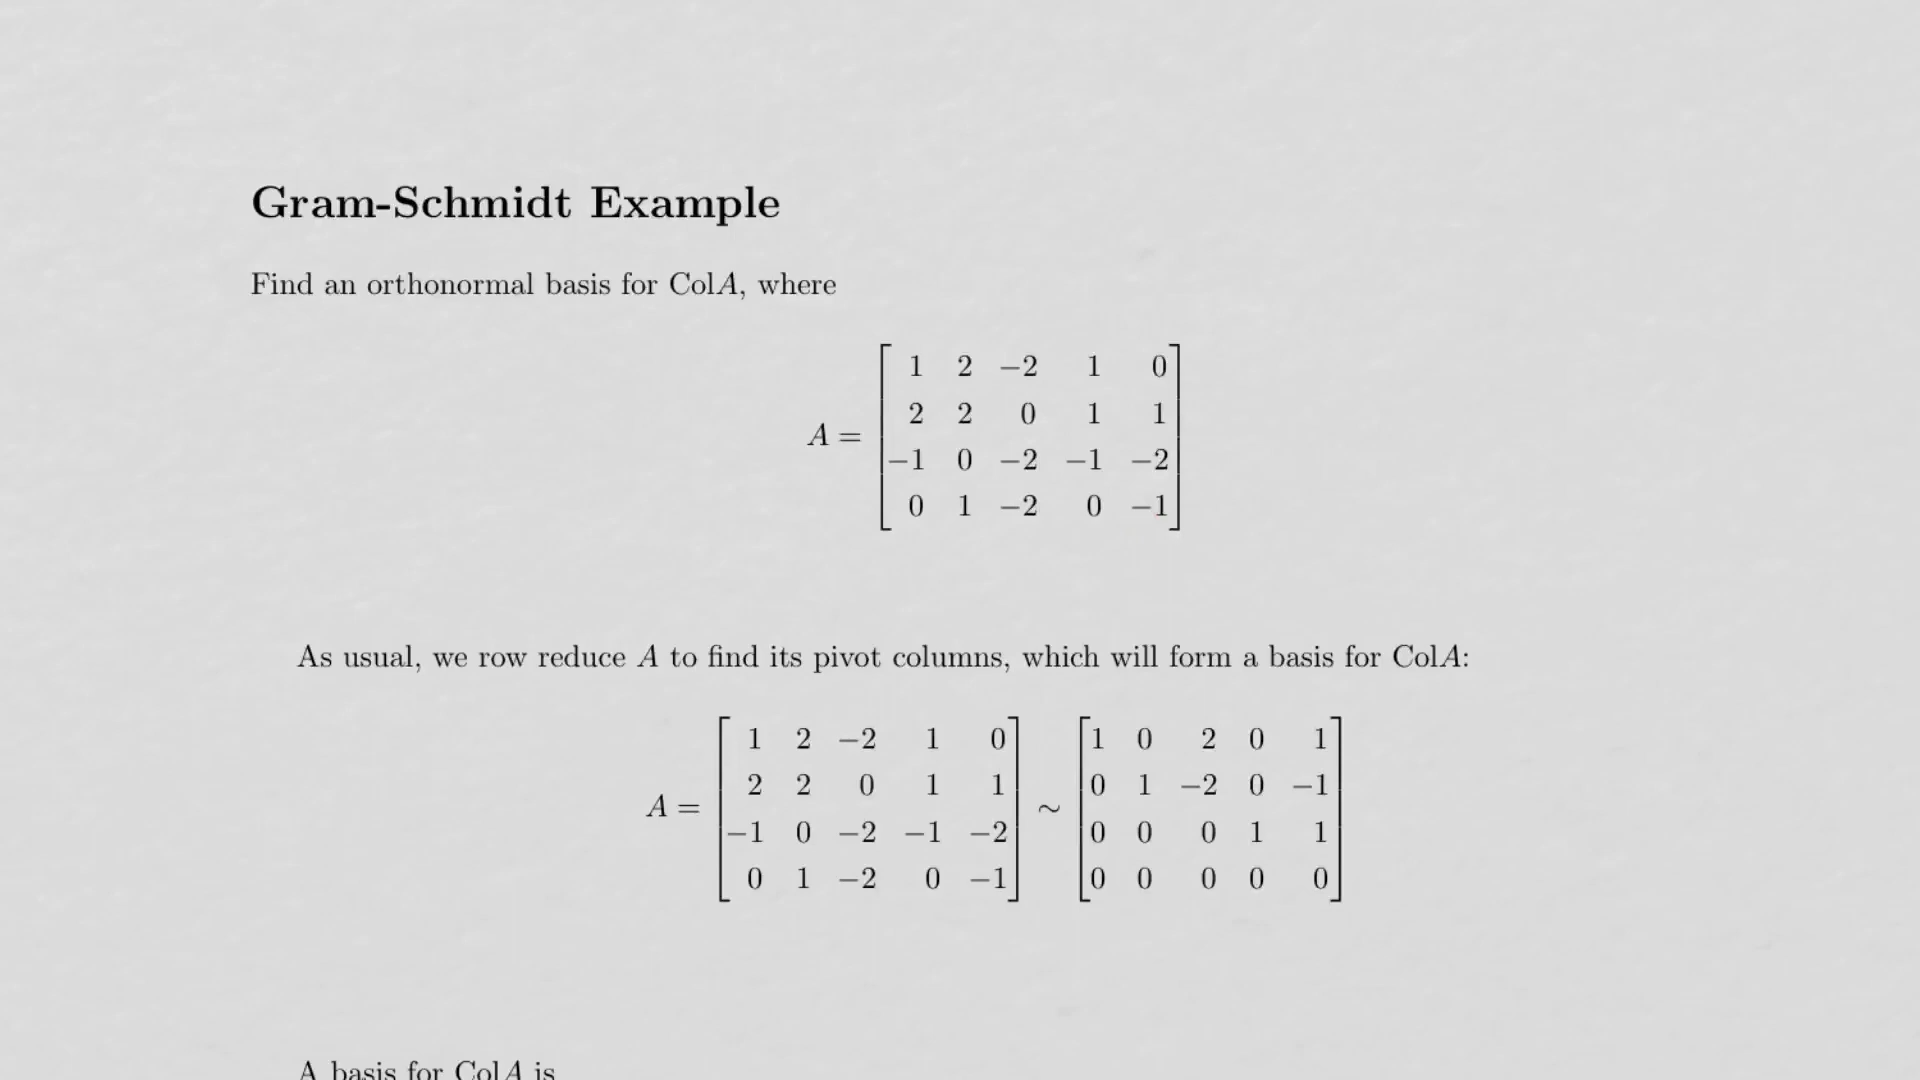 Gram-Schmidt Example
Find an orthonormal basis for ColA, where
A = [1 2 −2 1 0
2 2 0 1 1
−1 0 −2 −1 −2
0 1 −2 0 −1]
As usual, we row reduce A to find its pivot columns, which will form a basis for ColA:
A = [1 2 −2 1 0
2 2 0 1 1
−1 0 −2 −1 −2
0 1 −2 0 −1] ∼ [1 0 2 0 1
0 1 −2 0 −1
0 0 0 1 1
0 0 0 0 0]
A basis for ColA is